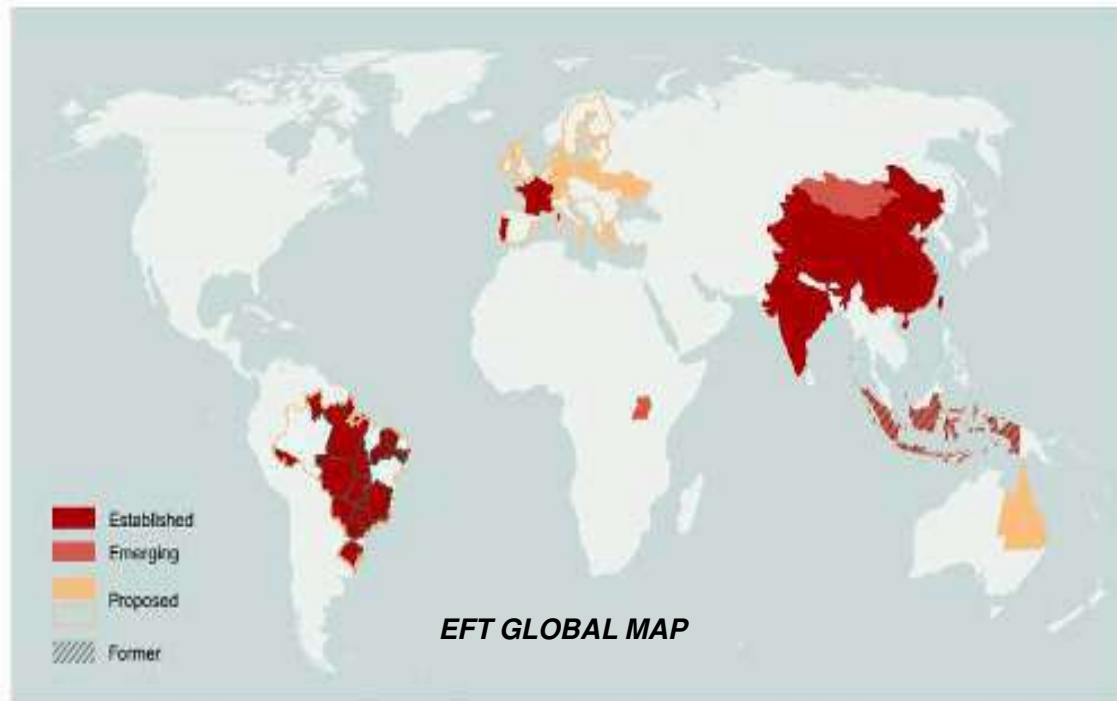 Established
Emerging
Proposed
Former
EFT GLOBAL MAP